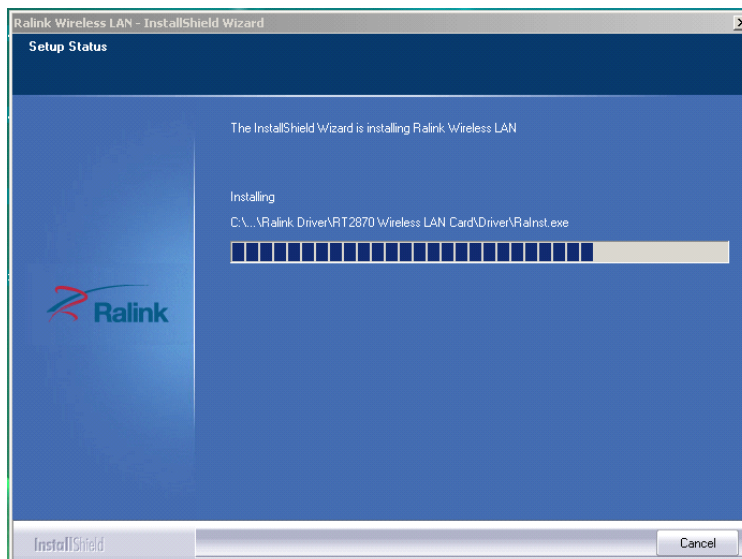 Ralink Wireless LAN - InstallShield Wizard
Setup Status
The InstallShield Wizard is installing Ralink Wireless LAN
Installing
C:\...\Ralink Driver\RT2870 Wireless LAN Card\Driver\RaInst.exe
Ralink
InstallShield
Cancel